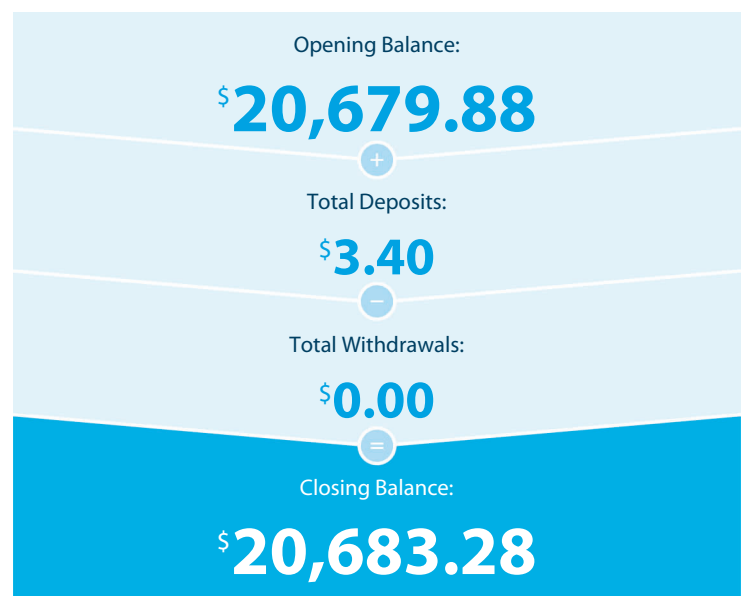 Opening Balance:
$20,679.88
+
Total Deposits:
$3.40
−
Total Withdrawals:
$0.00
=
Closing Balance:
$20,683.28